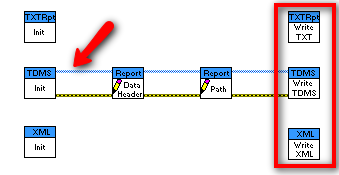 TXTRpt
Init
TXTRpt
Write
TXT
TDMS
Init
Report
Data
Header
Report
Path
TDMS
Write
TDMS
XML
Init
XML
Write
XML